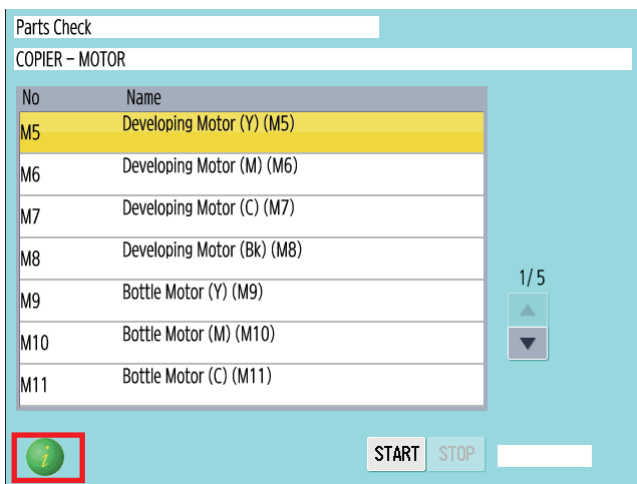 Parts Check
COPIER – MOTOR
No Name
M5 Developing Motor (Y) (M5)
M6 Developing Motor (M) (M6)
M7 Developing Motor (C) (M7)
M8 Developing Motor (Bk) (M8)
M9 Bottle Motor (Y) (M9)
M10 Bottle Motor (M) (M10)
M11 Bottle Motor (C) (M11)
1/5
i START STOP